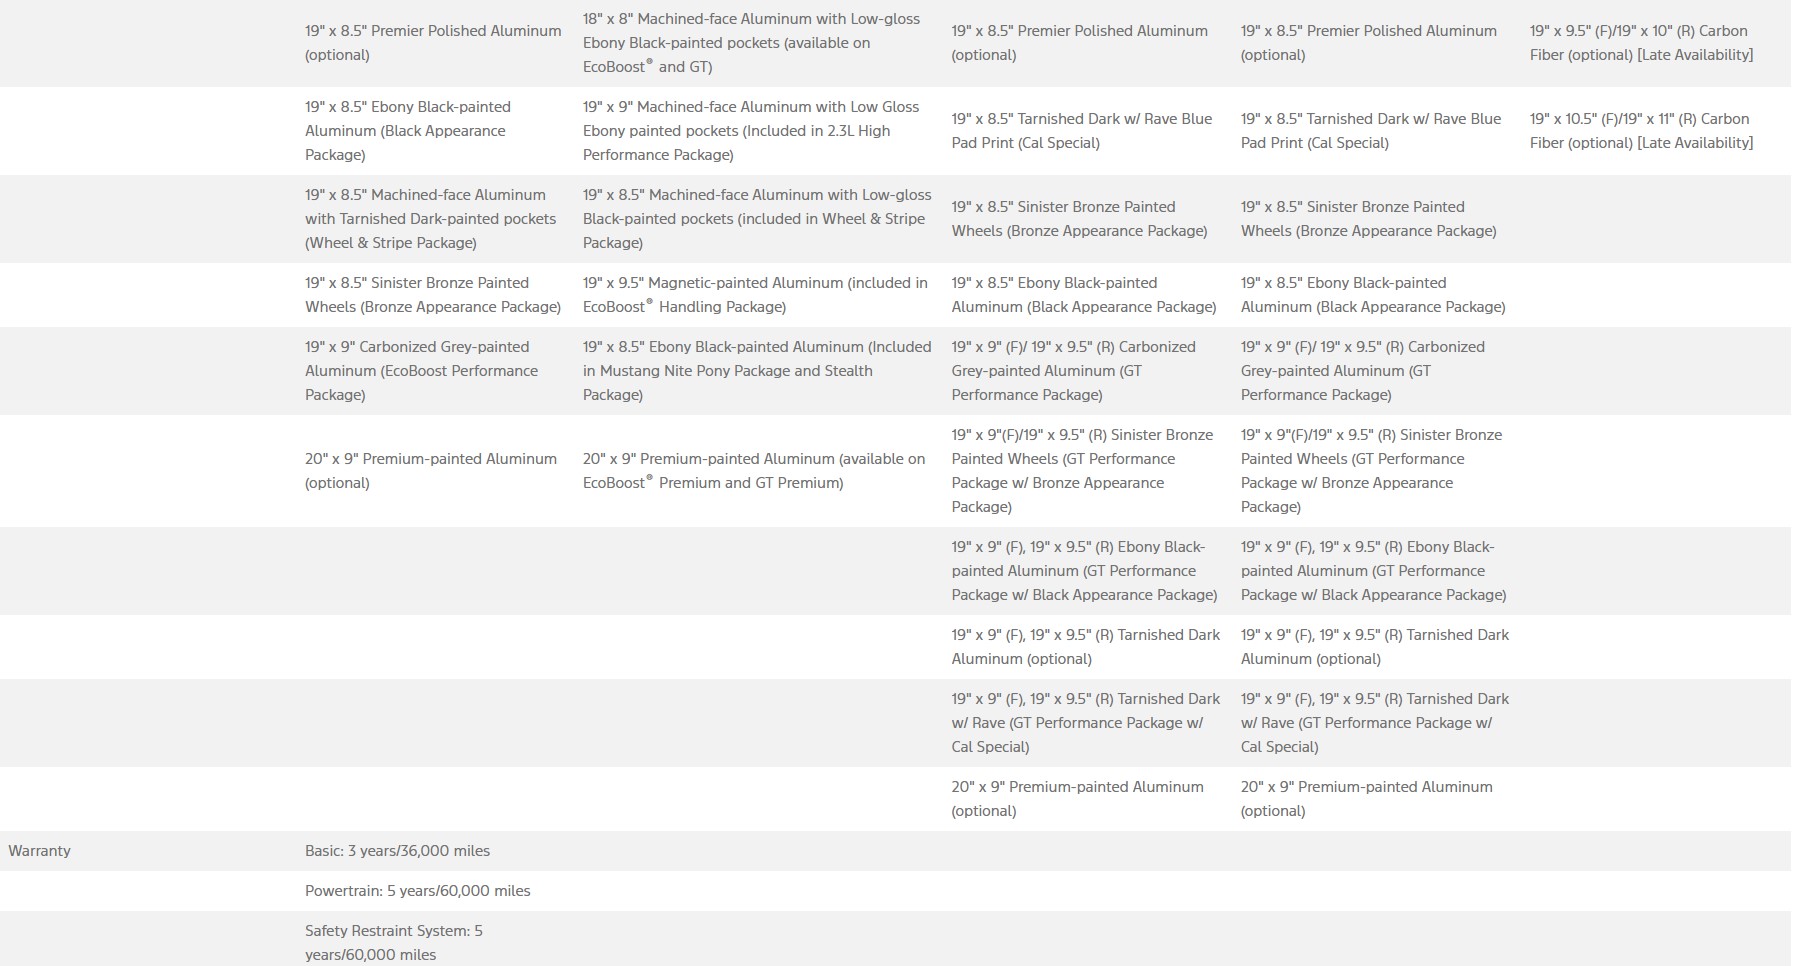 19" x 8.5" Premier Polished Aluminum
(optional)
18" x 8" Machined-face Aluminum with Low-gloss
Ebony Black-painted pockets (available on
EcoBoost® and GT)
19" x 8.5" Premier Polished Aluminum
(optional)
19" x 8.5" Premier Polished Aluminum
(optional)
19" x 9.5" (F)/19" x 10" (R) Carbon
Fiber (optional) [Late Availability]
19" x 8.5" Ebony Black-painted
Aluminum (Black Appearance
Package)
19" x 9" Machined-face Aluminum with Low Gloss
Ebony painted pockets (Included in 2.3L High
Performance Package)
19" x 8.5" Tarnished Dark w/ Rave Blue
Pad Print (Cal Special)
19" x 8.5" Tarnished Dark w/ Rave Blue
Pad Print (Cal Special)
19" x 10.5" (F)/19" x 11" (R) Carbon
Fiber (optional) [Late Availability]
19" x 8.5" Machined-face Aluminum
with Tarnished Dark-painted pockets
(Wheel & Stripe Package)
19" x 8.5" Machined-face Aluminum with Low-gloss
Black-painted pockets (included in Wheel & Stripe
Package)
19" x 8.5" Sinister Bronze Painted
Wheels (Bronze Appearance Package)
19" x 8.5" Sinister Bronze Painted
Wheels (Bronze Appearance Package)
19" x 8.5" Sinister Bronze Painted
Wheels (Bronze Appearance Package)
19" x 9.5" Magnetic-painted Aluminum (included in
EcoBoost® Handling Package)
19" x 8.5" Ebony Black-painted
Aluminum (Black Appearance Package)
19" x 8.5" Ebony Black-painted
Aluminum (Black Appearance Package)
19" x 9" Carbonized Grey-painted
Aluminum (EcoBoost Performance
Package)
19" x 8.5" Ebony Black-painted Aluminum (Included
in Mustang Nite Pony Package and Stealth
Package)
19" x 9" (F)/ 19" x 9.5" (R) Carbonized
Grey-painted Aluminum (GT
Performance Package)
19" x 9" (F)/ 19" x 9.5" (R) Carbonized
Grey-painted Aluminum (GT
Performance Package)
20" x 9" Premium-painted Aluminum
(optional)
20" x 9" Premium-painted Aluminum (available on
EcoBoost® Premium and GT Premium)
19" x 9"(F)/19" x 9.5" (R) Sinister Bronze
Painted Wheels (GT Performance
Package w/ Bronze Appearance
Package)
19" x 9"(F)/19" x 9.5" (R) Sinister Bronze
Painted Wheels (GT Performance
Package w/ Bronze Appearance
Package)
19" x 9" (F), 19" x 9.5" (R) Ebony Black-
painted Aluminum (GT Performance
Package w/ Black Appearance Package)
19" x 9" (F), 19" x 9.5" (R) Ebony Black-
painted Aluminum (GT Performance
Package w/ Black Appearance Package)
19" x 9" (F), 19" x 9.5" (R) Tarnished Dark
Aluminum (optional)
19" x 9" (F), 19" x 9.5" (R) Tarnished Dark
Aluminum (optional)
19" x 9" (F), 19" x 9.5" (R) Tarnished Dark
w/ Rave (GT Performance Package w/
Cal Special)
19" x 9" (F), 19" x 9.5" (R) Tarnished Dark
w/ Rave (GT Performance Package w/
Cal Special)
20" x 9" Premium-painted Aluminum
(optional)
20" x 9" Premium-painted Aluminum
(optional)
Warranty
Basic: 3 years/36,000 miles
Powertrain: 5 years/60,000 miles
Safety Restraint System: 5
years/60,000 miles